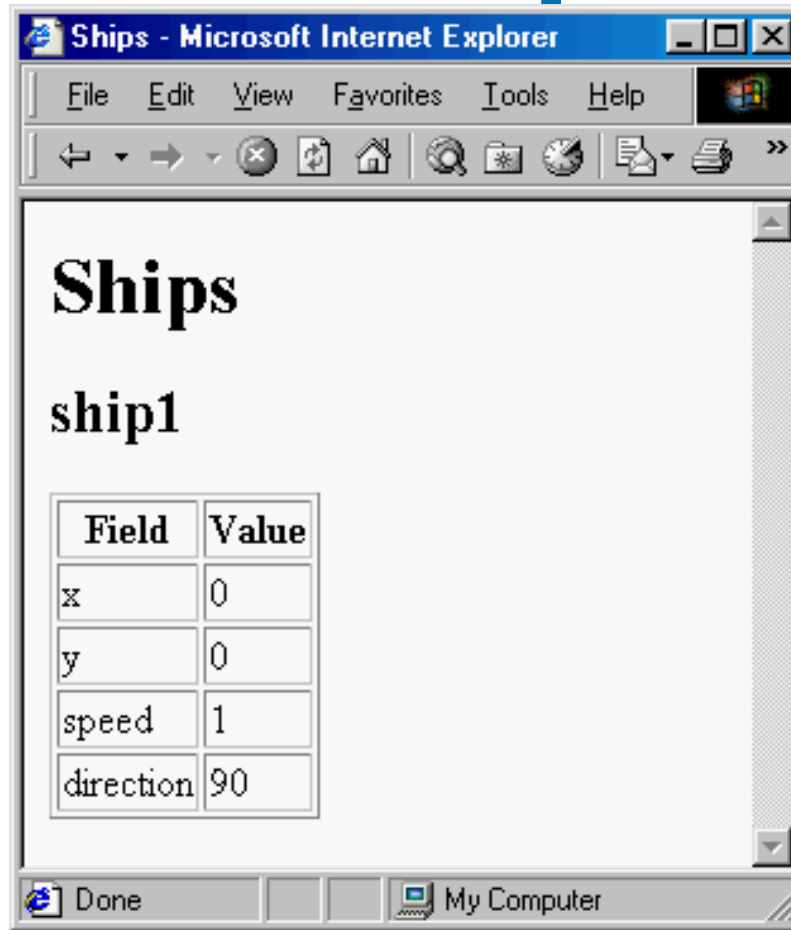 Ships - Microsoft Internet Explorer
File Edit View Favorites Tools Help
Ships
ship1
Field Value
x 0
y 0
speed 1
direction 90
Done My Computer